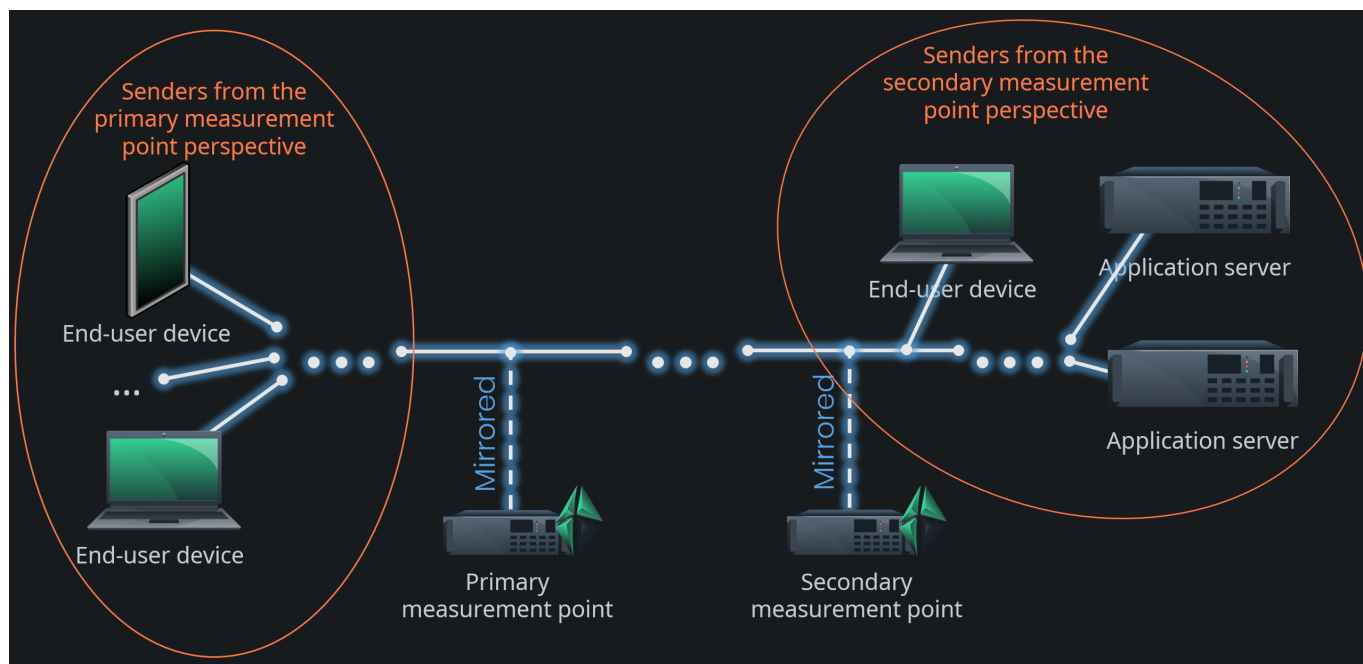 Senders from the
primary measurement
point perspective
End-user device
...
End-user device
Mirrored
Primary
measurement point
Mirrored
Secondary
measurement point
Senders from the
secondary measurement
point perspective
End-user device
Application server
Application server